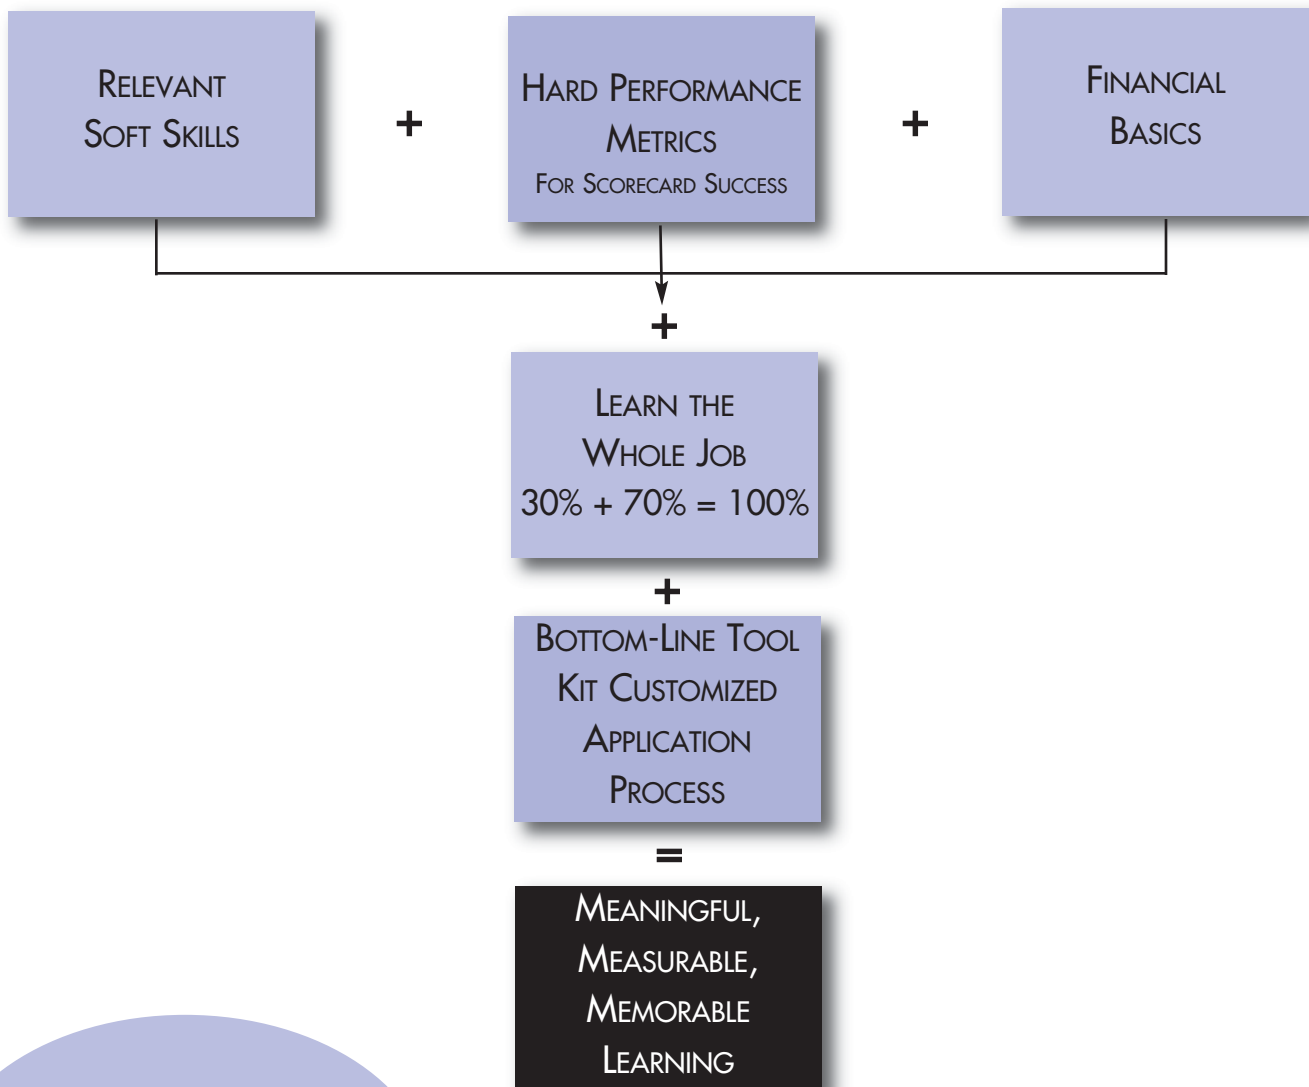 Relevant
Soft Skills
+
Hard Performance
Metrics
For Scorecard Success
+
Financial
Basics
+
Learn the
Whole Job
30% + 70% = 100%
+
Bottom-Line Tool
Kit Customized
Application
Process
=
Meaningful,
Measurable,
Memorable
Learning